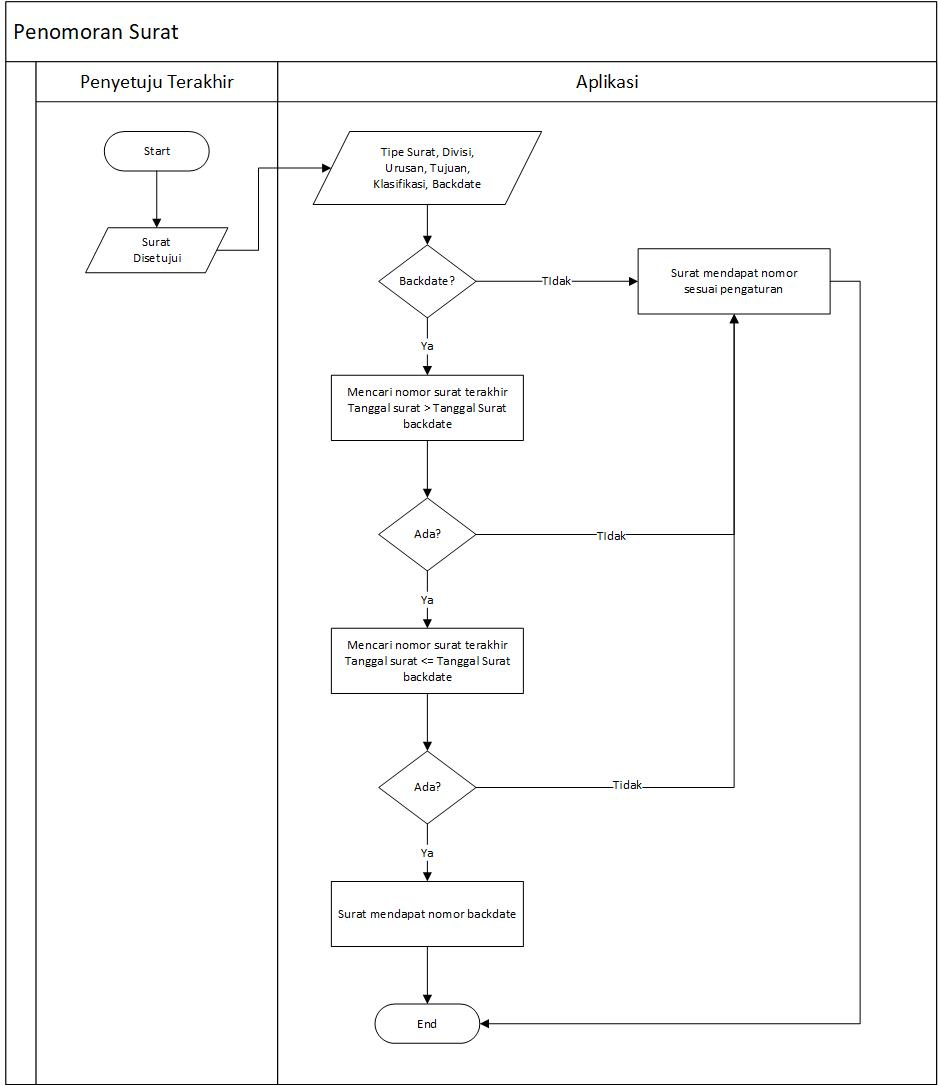 Penomoran Surat
Penyetuju Terakhir
Aplikasi
Start
Surat
Disetujui
Tipe Surat, Divisi,
Urusan, Tujuan,
Klasifikasi, Backdate
Backdate?
TIdak
Surat mendapat nomor
sesuai pengaturan
Ya
Mencari nomor surat terakhir
Tanggal surat > Tanggal Surat
backdate
Ada?
TIdak
Ya
Mencari nomor surat terakhir
Tanggal surat <= Tanggal Surat
backdate
Ada?
Tidak
Ya
Surat mendapat nomor backdate
End